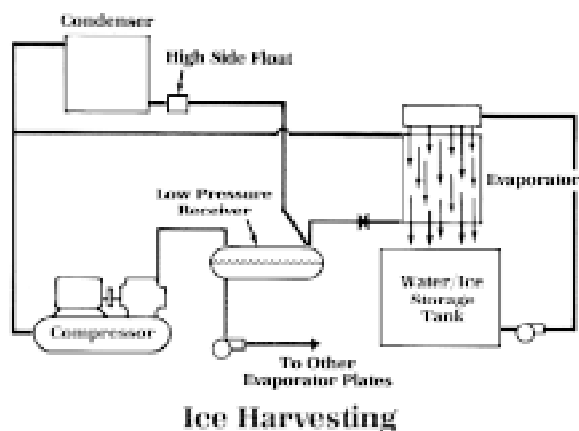 Condenser
High Side Float
Evaporator
Low Pressure
Receiver
Water/Ice
Storage
Tank
Compressor
To Other
Evaporator Plates
Ice Harvesting